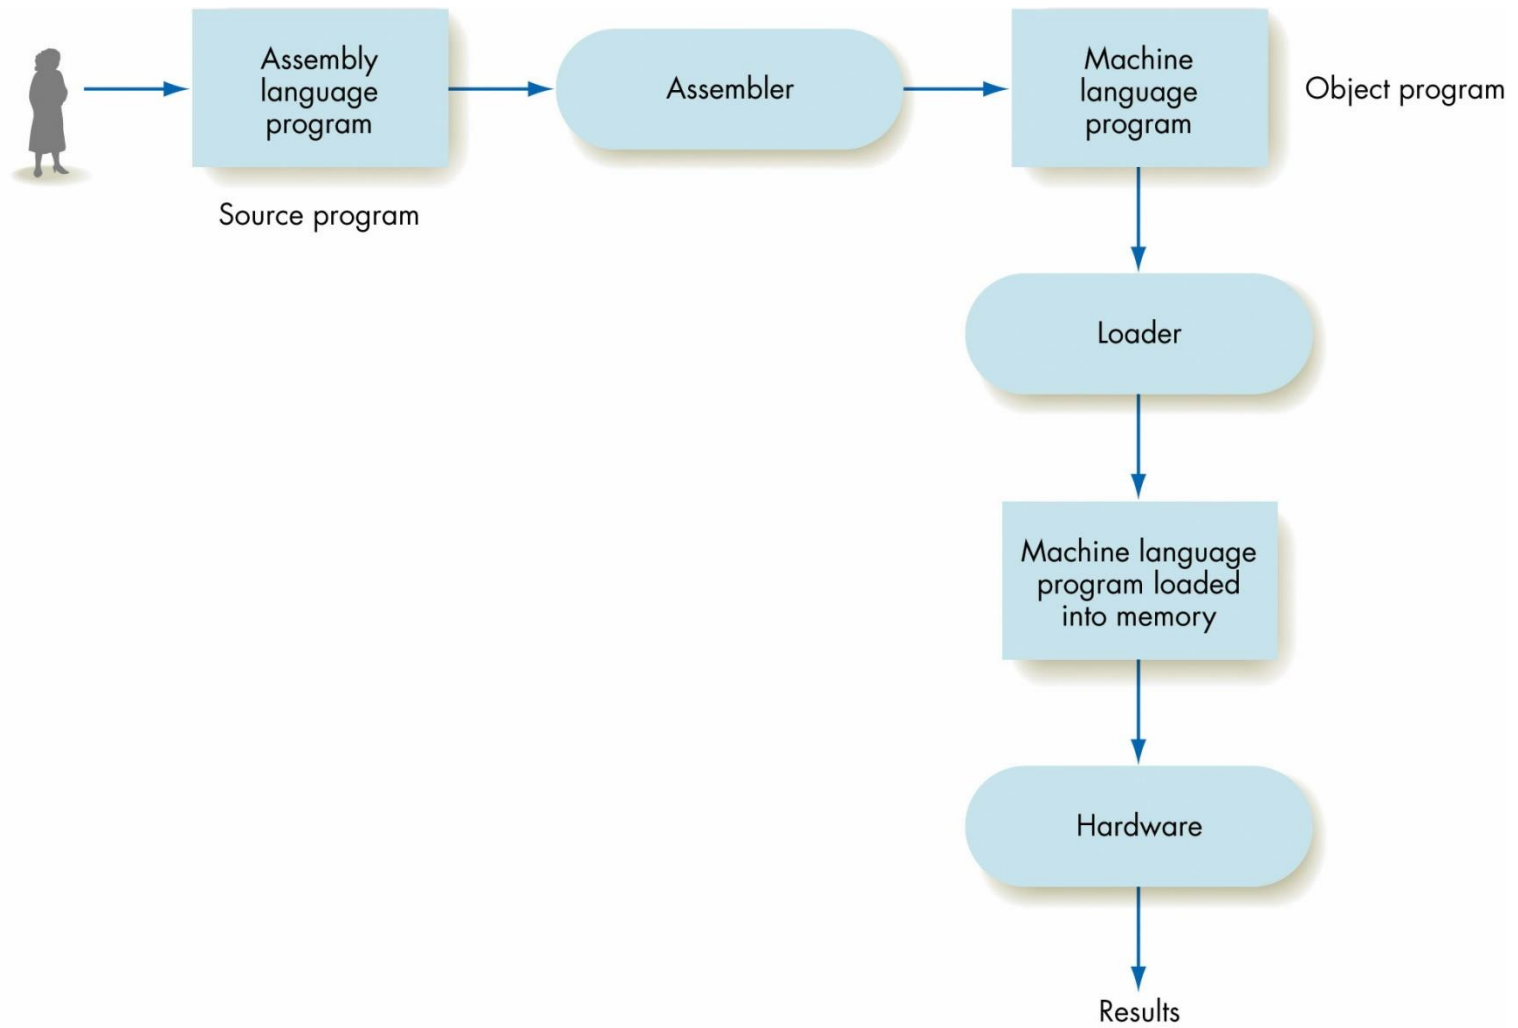 Assembly
language
program
Assembler
Machine
language
program
Object program
Source program
Loader
Machine language
program loaded
into memory
Hardware
Results